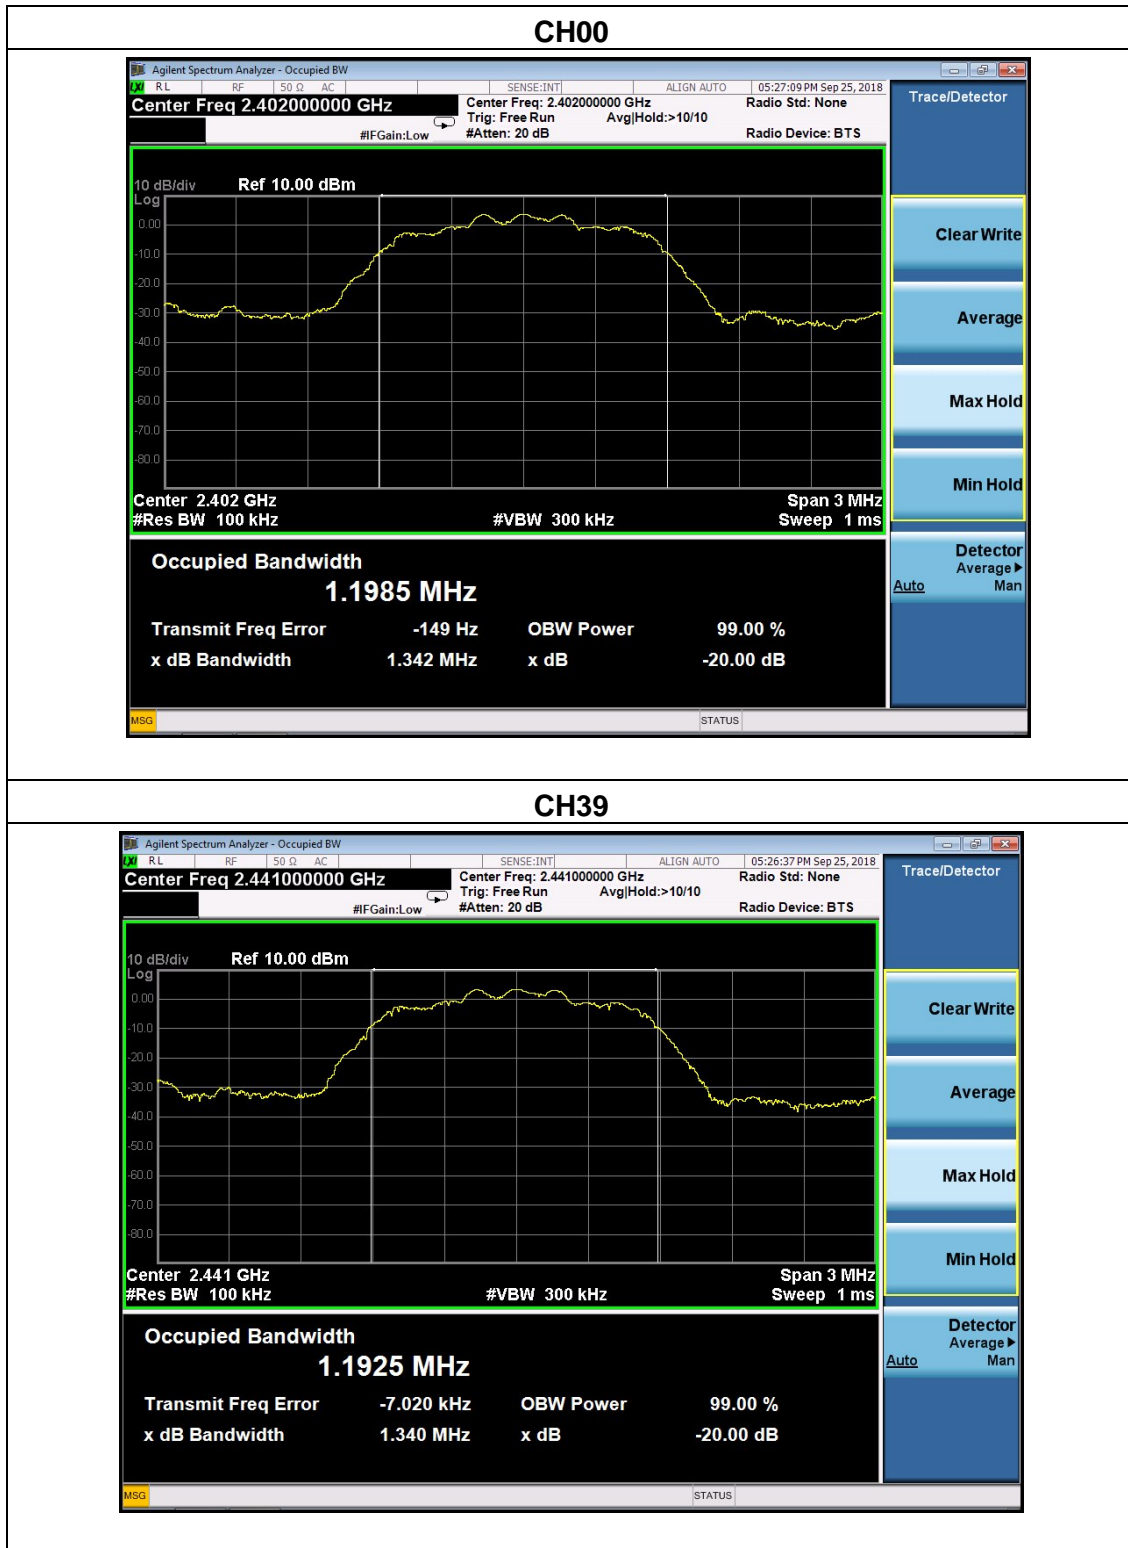 CH00
Agilent Spectrum Analyzer - Occupied BW
LXI RL RF 50 Ω AC SENSE:INT ALIGN AUTO 05:27:09 PM Sep 25, 2018
Center Freq 2.402000000 GHz Center Freq: 2.402000000 GHz Radio Std: None
Trig: Free Run Avg|Hold:>10/10
#IFGain:Low #Atten: 20 dB Radio Device: BTS
Trace/Detector
10 dB/div Ref 10.00 dBm
Log
0.00
-10.0
-20.0
-30.0
-40.0
-50.0
-60.0
-70.0
-80.0
Center 2.402 GHz Span 3 MHz
#Res BW 100 kHz #VBW 300 kHz Sweep 1 ms
Clear Write
Average
Max Hold
Min Hold
Detector
Average▶
Auto Man
Occupied Bandwidth
1.1985 MHz
Transmit Freq Error -149 Hz OBW Power 99.00 %
x dB Bandwidth 1.342 MHz x dB -20.00 dB
MSG STATUS
CH39
Agilent Spectrum Analyzer - Occupied BW
LXI RL RF 50 Ω AC SENSE:INT ALIGN AUTO 05:26:37 PM Sep 25, 2018
Center Freq 2.441000000 GHz Center Freq: 2.441000000 GHz Radio Std: None
Trig: Free Run Avg|Hold:>10/10
#IFGain:Low #Atten: 20 dB Radio Device: BTS
Trace/Detector
10 dB/div Ref 10.00 dBm
Log
0.00
-10.0
-20.0
-30.0
-40.0
-50.0
-60.0
-70.0
-80.0
Center 2.441 GHz Span 3 MHz
#Res BW 100 kHz #VBW 300 kHz Sweep 1 ms
Clear Write
Average
Max Hold
Min Hold
Detector
Average▶
Auto Man
Occupied Bandwidth
1.1925 MHz
Transmit Freq Error -7.020 kHz OBW Power 99.00 %
x dB Bandwidth 1.340 MHz x dB -20.00 dB
MSG STATUS